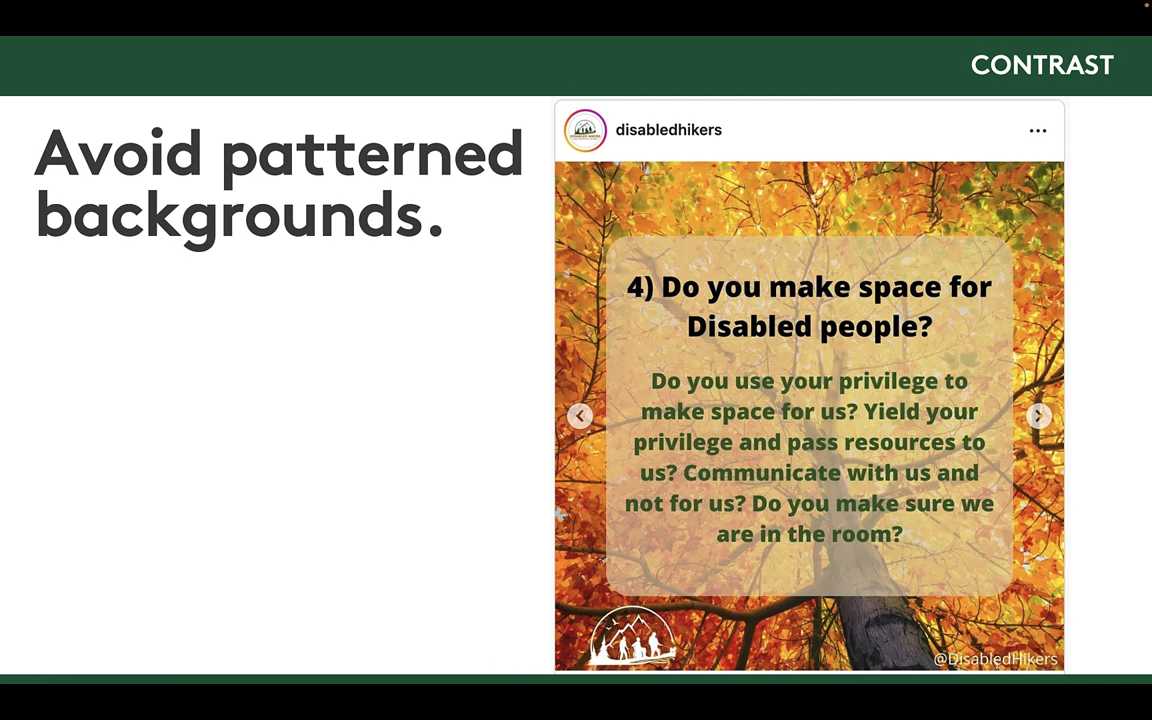 CONTRAST
Avoid patterned
backgrounds.
disabledhikers
4) Do you make space for
Disabled people?
Do you use your privilege to
make space for us? Yield your
privilege and pass resources to
us? Communicate with us and
not for us? Do you make sure we
are in the room?
@DisabledHikers